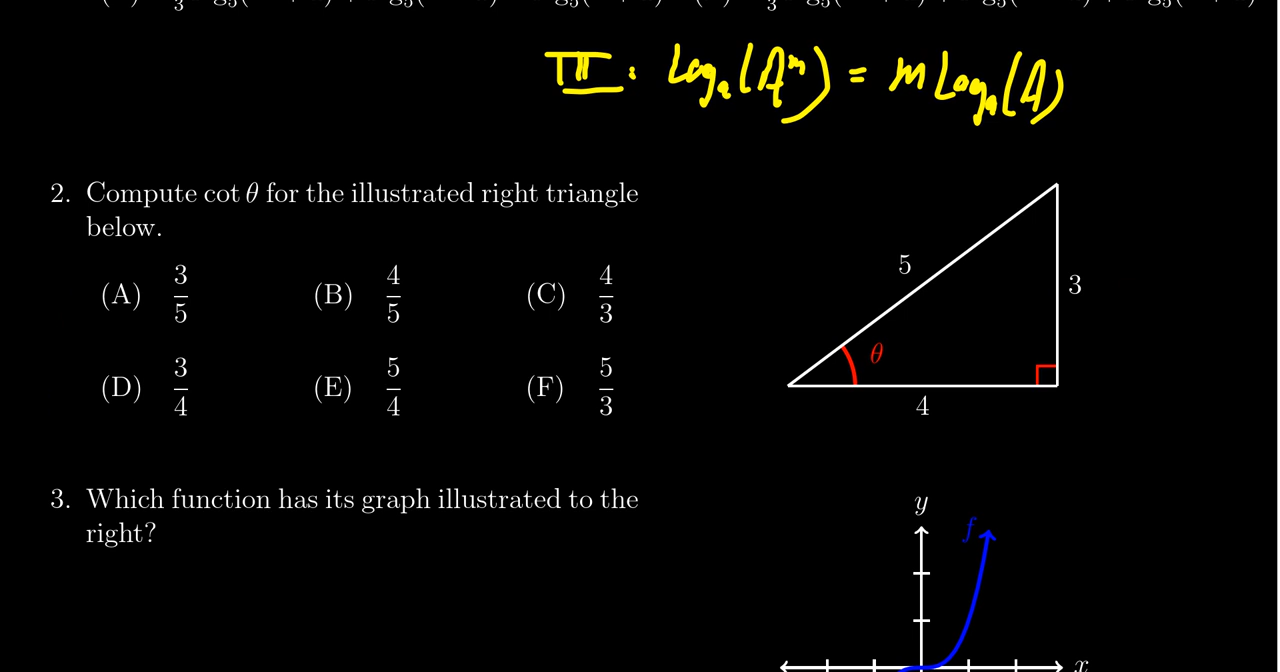 III : Log_a(A^m) = m Log_a(A)
2. Compute cot θ for the illustrated right triangle
below.
(A) 3/5 (B) 4/5 (C) 4/3
(D) 3/4 (E) 5/4 (F) 5/3
5
3
θ
4
3. Which function has its graph illustrated to the
right?
y
f
x